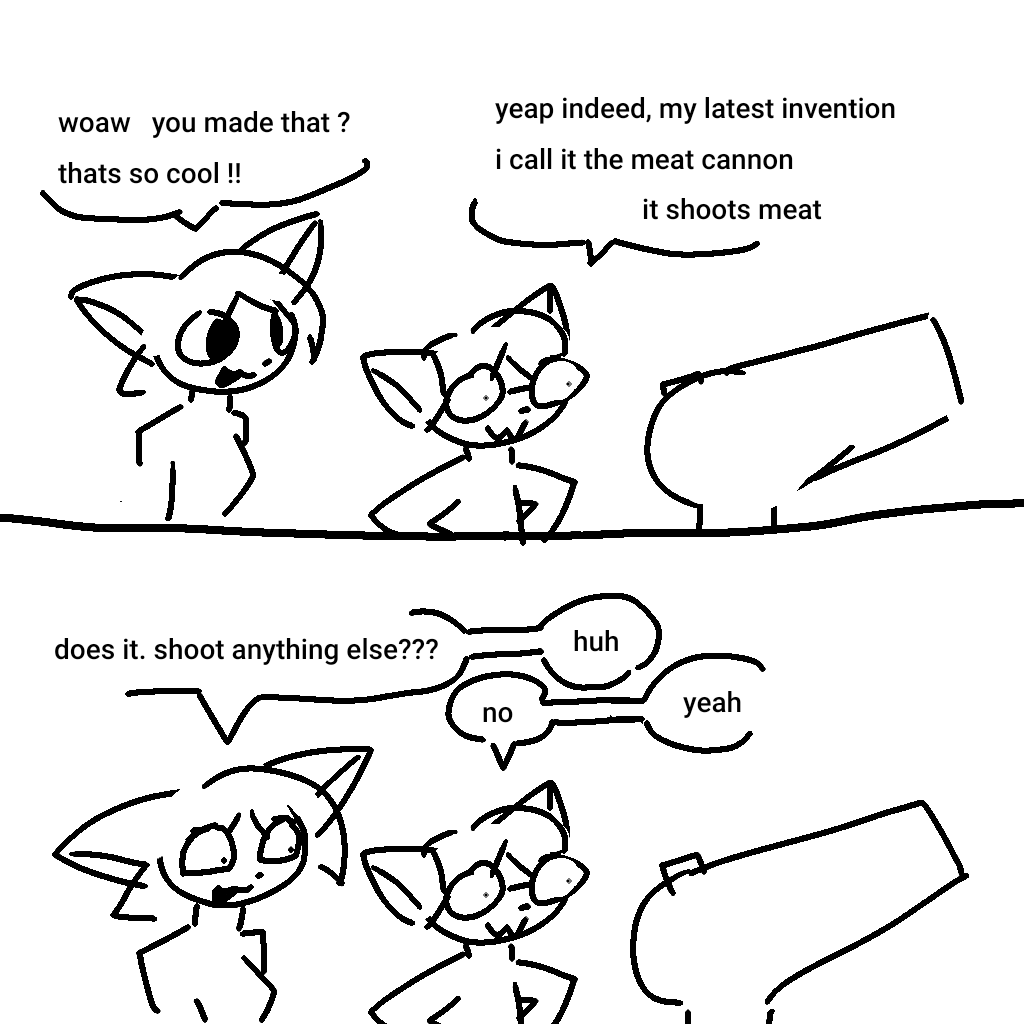 woaw   you made that ?
thats so cool !!
yeap indeed, my latest invention
i call it the meat cannon
it shoots meat
does it. shoot anything else???
no
huh
yeah